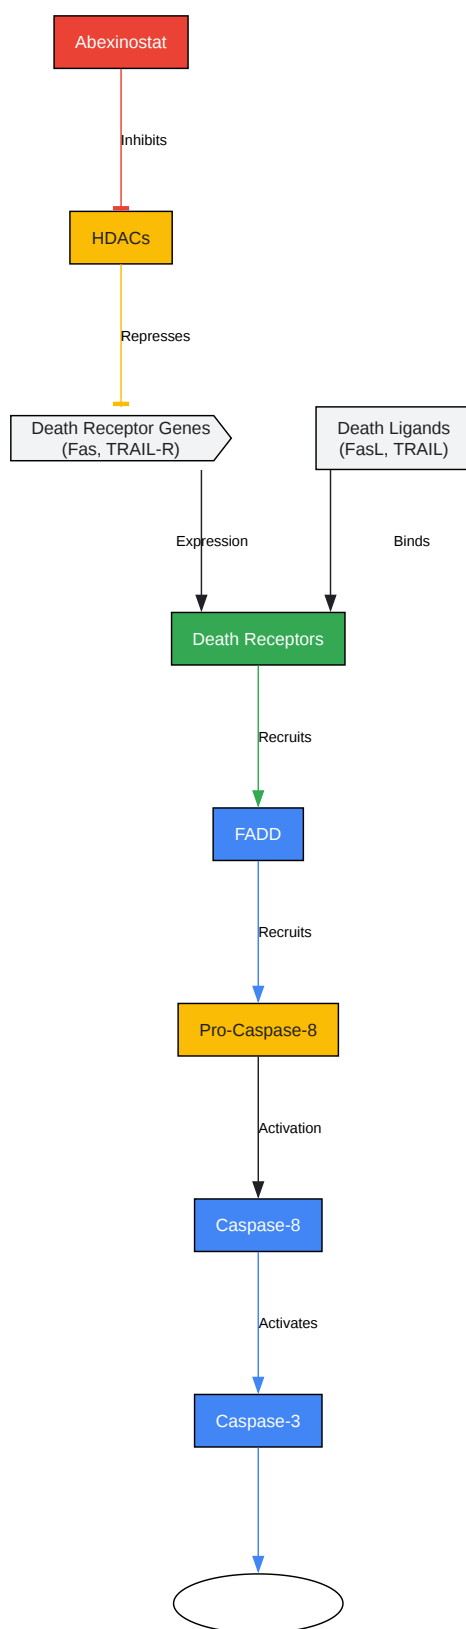 Abexinostat
Inhibits
HDACs
Represses
Death Receptor Genes
(Fas, TRAIL-R)
Death Ligands
(FasL, TRAIL)
Expression
Binds
Death Receptors
Recruits
FADD
Recruits
Pro-Caspase-8
Activation
Caspase-8
Activates
Caspase-3